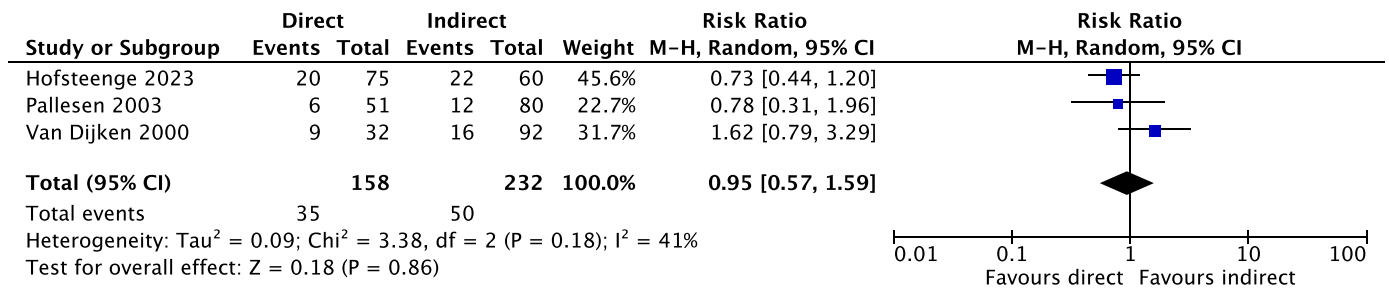 Direct Indirect Risk Ratio Risk Ratio
Study or Subgroup Events Total Events Total Weight M-H, Random, 95% CI M-H, Random, 95% CI
Hofsteenge 2023 20 75 22 60 45.6% 0.73 [0.44, 1.20]
Pallesen 2003 6 51 12 80 22.7% 0.78 [0.31, 1.96]
Van Dijken 2000 9 32 16 92 31.7% 1.62 [0.79, 3.29]
Total (95% CI) 158 232 100.0% 0.95 [0.57, 1.59]
Total events 35 50
Heterogeneity: Tau² = 0.09; Chi² = 3.38, df = 2 (P = 0.18); I² = 41%
Test for overall effect: Z = 0.18 (P = 0.86)
0.01 0.1 1 10 100
Favours direct Favours indirect